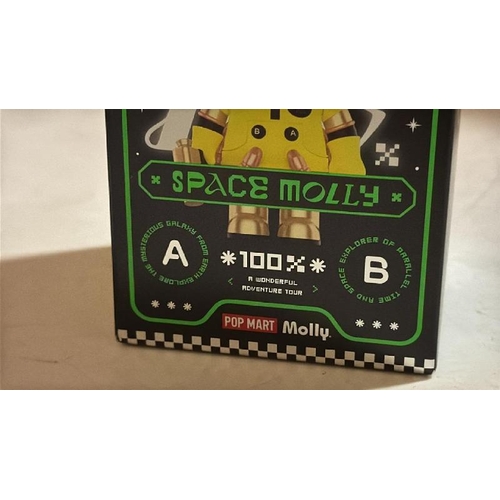 B A
SPACE MOLLY
A
THE MYSTERIOUS GALAXY FROM EARTH EXPLORE
100%
A WONDERFUL
ADVENTURE TOUR
B
SPACE EXPLORER OF PARALLEL TIME AND
POP MART Molly.